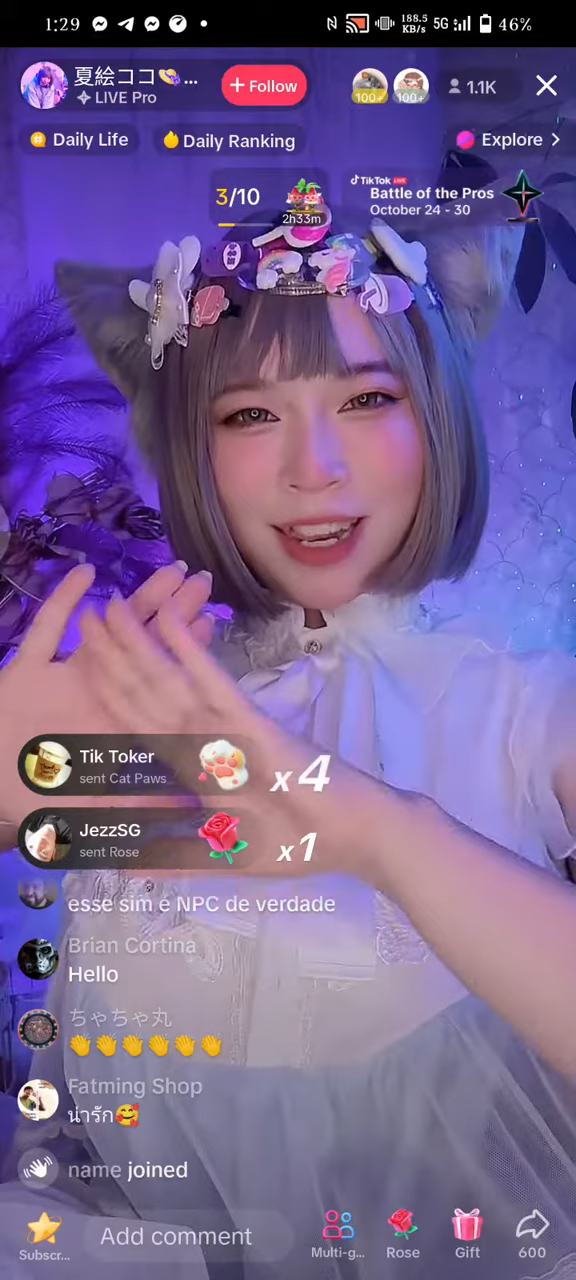 1:29
188.5
KB/s
5G
46%
夏絵ココ👒...
LIVE Pro
+ Follow
100+
100+
1.1K
Daily Life
Daily Ranking
Explore
3/10
2h33m
TikTok LIVE
Battle of the Pros
October 24 - 30
Tik Toker
sent Cat Paws
x4
JezzSG
sent Rose
x1
esse sim é NPC de verdade
Brian Cortina
Hello
ちゃちゃ丸
👏👏👏👏👏👏
Fatming Shop
น่ารัก🥰
name joined
Subscr...
Add comment
Multi-g...
Rose
Gift
600